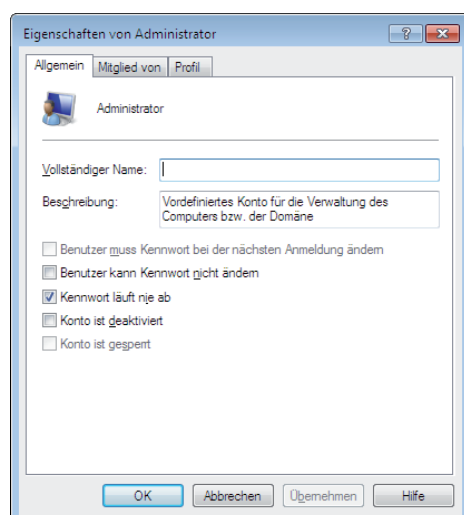 Eigenschaften von Administrator
Allgemein Mitglied von Profil
Administrator
Vollständiger Name:
Beschreibung: Vordefiniertes Konto für die Verwaltung des
Computers bzw. der Domäne
Benutzer muss Kennwort bei der nächsten Anmeldung ändern
Benutzer kann Kennwort nicht ändern
Kennwort läuft nie ab
Konto ist deaktiviert
Konto ist gesperrt
OK Abbrechen Übernehmen Hilfe